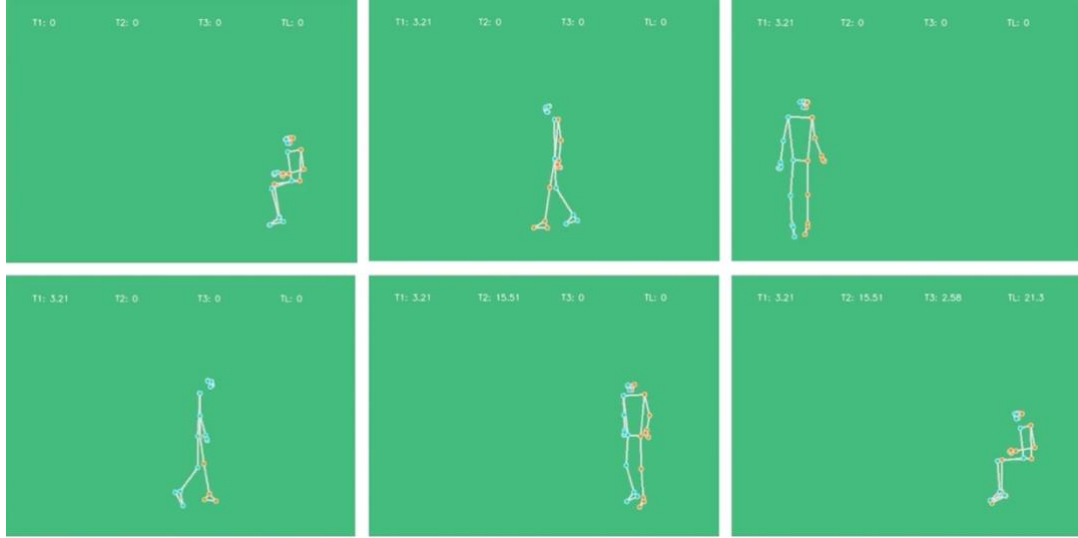 T1: 0 T2: 0 T3: 0 TL: 0
T1: 3.21 T2: 0 T3: 0 TL: 0
T1: 3.21 T2: 0 T3: 0 TL: 0
T1: 3.21 T2: 0 T3: 0 TL: 0
T1: 3.21 T2: 15.51 T3: 0 TL: 0
T1: 3.21 T2: 15.51 T3: 2.58 TL: 21.3